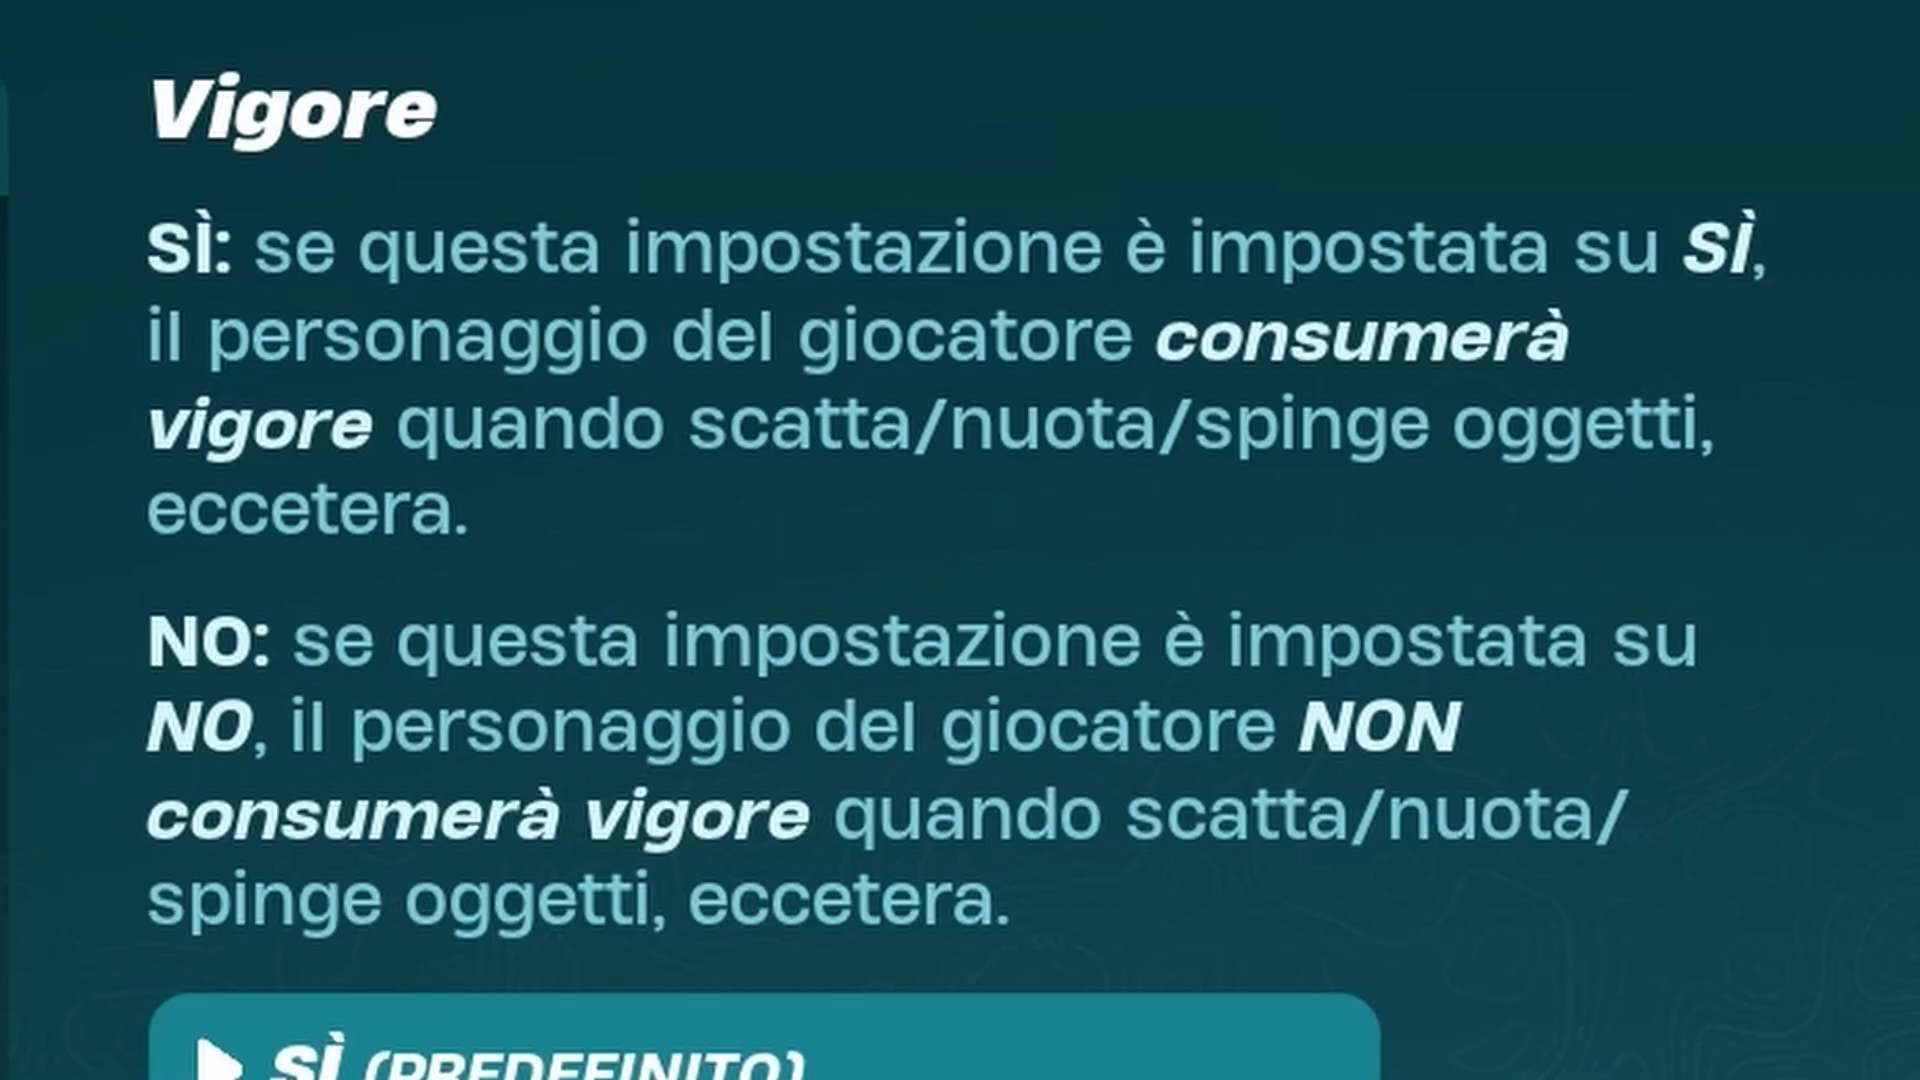 Vigore
SÌ: se questa impostazione è impostata su SÌ,
il personaggio del giocatore consumerà
vigore quando scatta/nuota/spinge oggetti,
eccetera.
NO: se questa impostazione è impostata su
NO, il personaggio del giocatore NON
consumerà vigore quando scatta/nuota/
spinge oggetti, eccetera.
SÌ (PREDEFINITO)